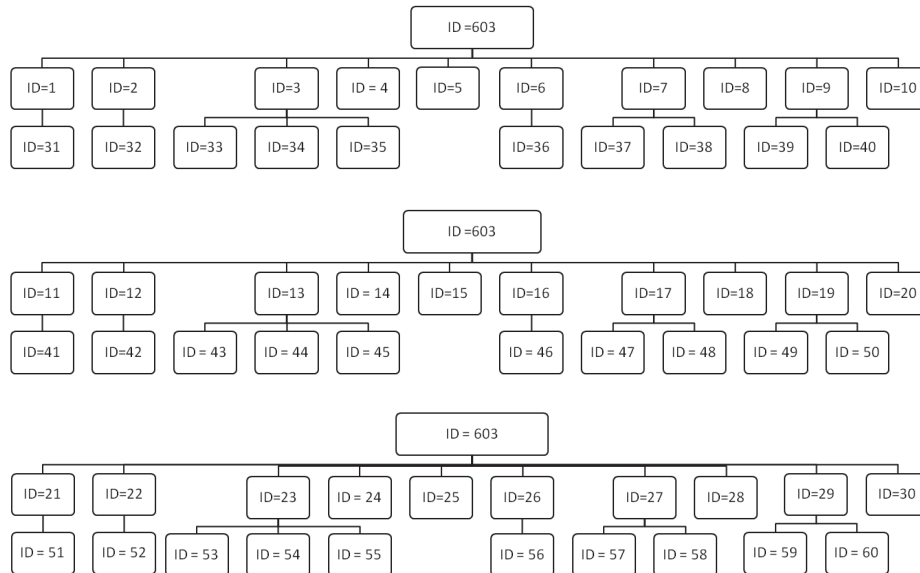 ID =603
ID=1 ID=2 ID=3 ID = 4 ID=5 ID=6 ID=7 ID=8 ID=9 ID=10
ID=31 ID=32 ID=33 ID=34 ID=35 ID=36 ID=37 ID=38 ID=39 ID=40
ID =603
ID=11 ID=12 ID=13 ID = 14 ID=15 ID=16 ID=17 ID=18 ID=19 ID=20
ID=41 ID=42 ID = 43 ID = 44 ID = 45 ID = 46 ID = 47 ID = 48 ID = 49 ID = 50
ID = 603
ID=21 ID=22 ID=23 ID = 24 ID=25 ID=26 ID=27 ID=28 ID=29 ID=30
ID = 51 ID = 52 ID = 53 ID = 54 ID = 55 ID = 56 ID = 57 ID = 58 ID = 59 ID = 60